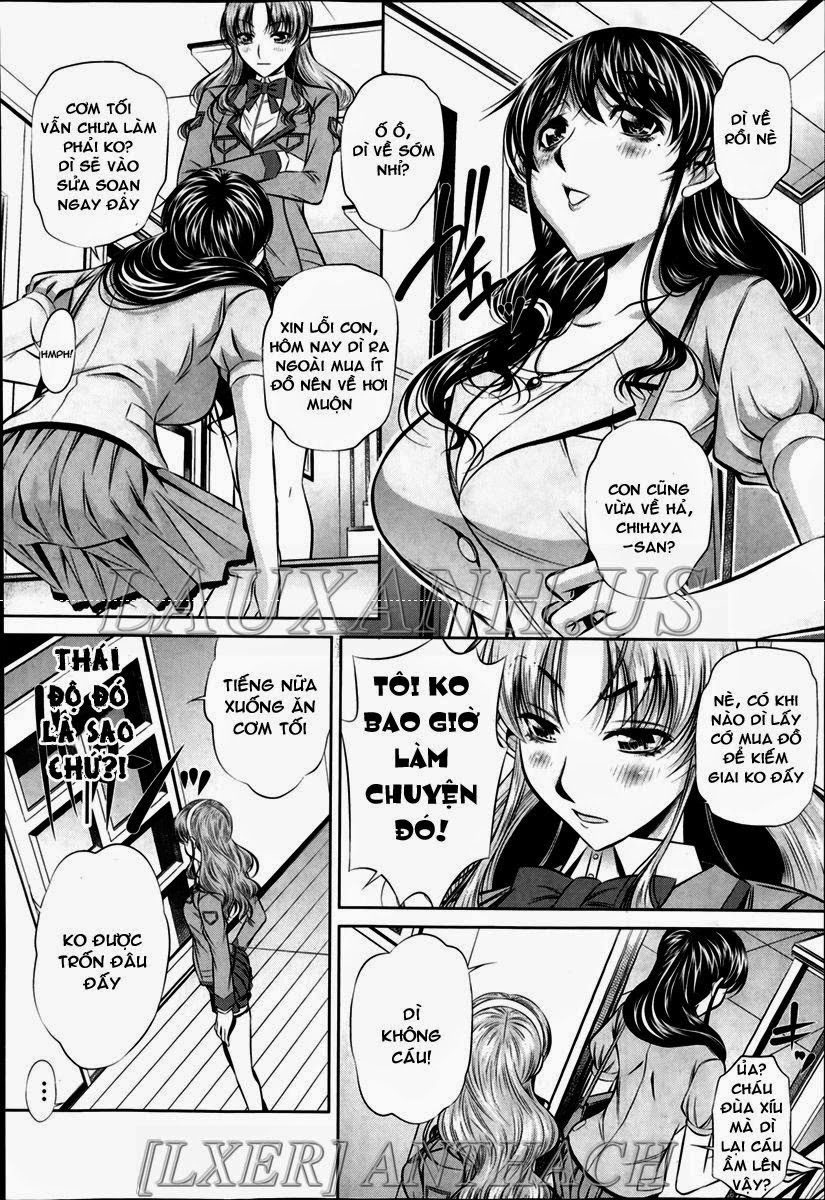 DÌ VỀ
RỒI NÈ
CON CŨNG
VỪA VỀ HẢ,
CHIHAYA
-SAN?
Ố Ồ,
DÌ VỀ SỚM
NHỈ?
CƠM TỐI
VẪN CHƯA LÀM
PHẢI KO?
DÌ SẼ VÀO
SỬA SOẠN
NGAY ĐÂY
XIN LỖI CON,
HÔM NAY DÌ RA
NGOÀI MUA ÍT
ĐỒ NÊN VỀ HƠI
MUỘN
HMPH!
LAUXANH.US
NÈ, CÓ KHI
NÀO DÌ LẤY
CỚ MUA ĐỒ
ĐỂ KIẾM
GIAI KO ĐẤY
TÔI KO
BAO GIỜ
LÀM
CHUYỆN
ĐÓ!
ỦA?
CHÁU
ĐÙA XÍU
MÀ DÌ
LẠI CÁU
ẦM LÊN
VẬY?
DÌ
KHÔNG
CÁU!
TIẾNG NỮA
XUỐNG ĂN
CƠM TỐI
THÁI
ĐỘ ĐÓ
LÀ SAO
CHỨ?!
KO ĐƯỢC
TRỐN ĐÂU
ĐẤY
...
[LXER] ANTHACH